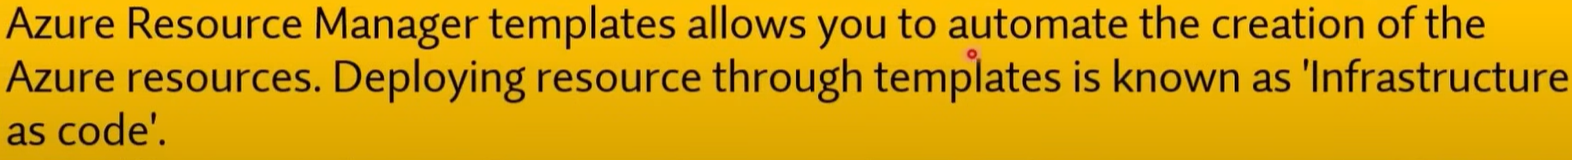 Azure Resource Manager templates allows you to automate the creation of the
Azure resources. Deploying resource through templates is known as 'Infrastructure
as code'.